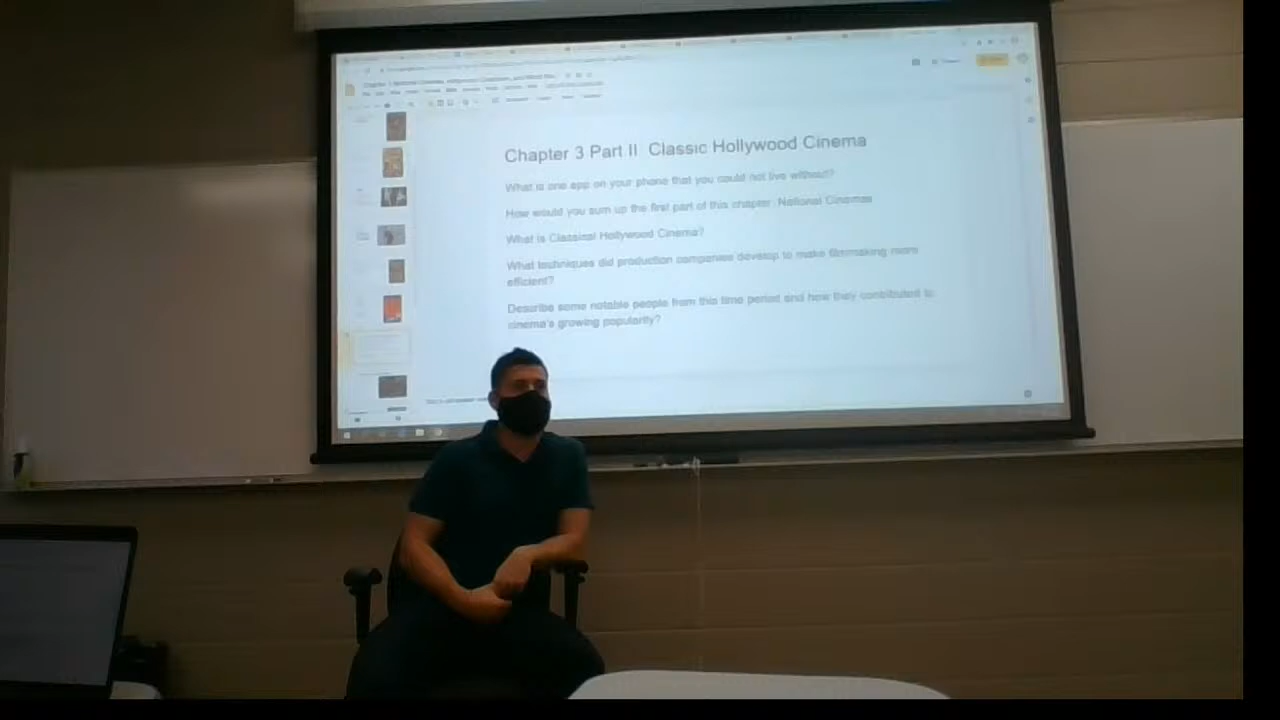 Chapter 3 Part II Classic Hollywood Cinema
What is one app on your phone that you could not live without?
How would you sum up the first part of this chapter National Cinemas
What is Classical Hollywood Cinema?
What techniques did production companies develop to make filmmaking more
efficient?
Describe some notable people from this time period and how they contributed to
cinema's growing popularity?